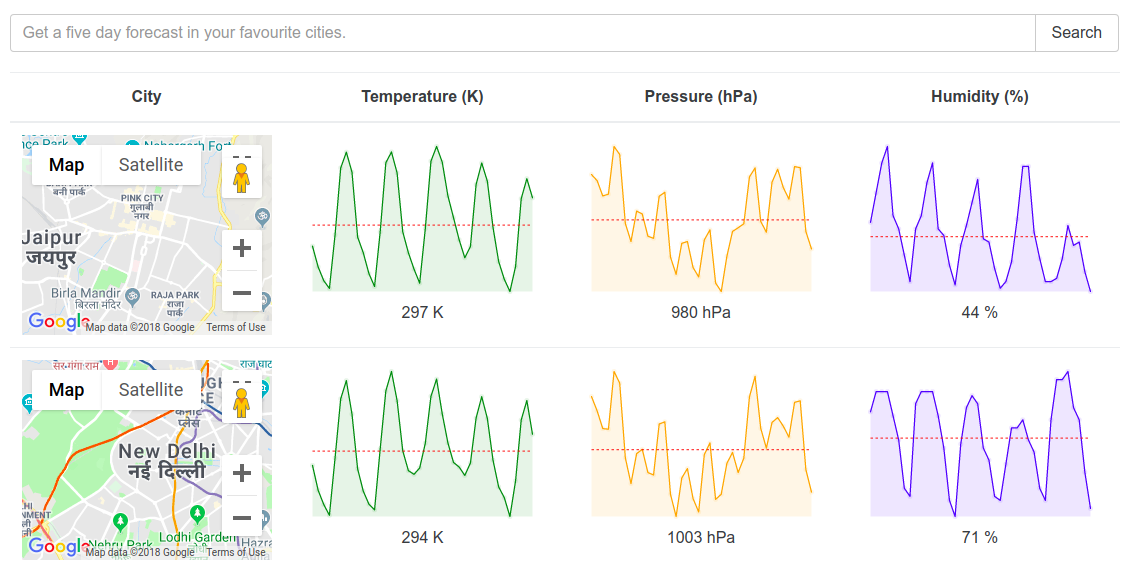 Get a five day forecast in your favourite cities.
Search
City
Temperature (K)
Pressure (hPa)
Humidity (%)
Nahargarh Fort
Map
Satellite
बनी पार्क
PINK CITY
गुलाबी
नगर
Jaipur
जयपुर
Birla Mandir
बिरला मंदिर
RAJA PARK
राजा
पार्क
Google
Map data ©2018 Google
Terms of Use
297 K
980 hPa
44 %
Map
Satellite
कनॉट
प्लेस
New Delhi
नई दिल्ली
Lodhi Garden
Nehru Park
Google
Map data ©2018 Google
Terms of Use
294 K
1003 hPa
71 %